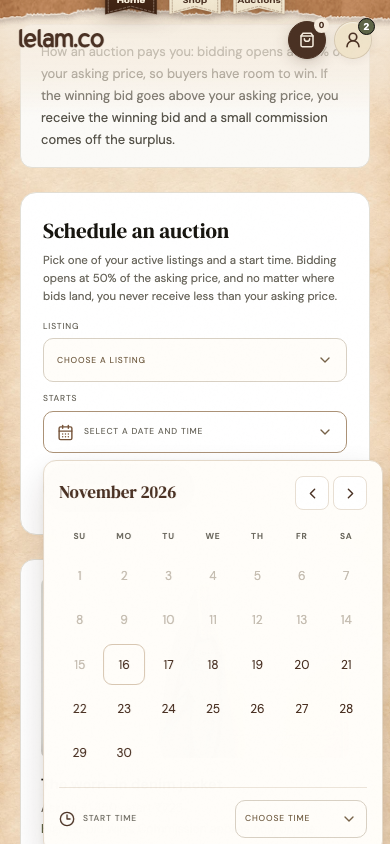 Home Shop Auctions
lelam.co
0
2
How an auction pays you: bidding opens a
your asking price, so buyers have room to win. If
the winning bid goes above your asking price, you
receive the winning bid and a small commission
comes off the surplus.
Schedule an auction
Pick one of your active listings and a start time. Bidding
opens at 50% of the asking price, and no matter where
bids land, you never receive less than your asking price.
LISTING
CHOOSE A LISTING
STARTS
SELECT A DATE AND TIME
November 2026
SU MO TU WE TH FR SA
1 2 3 4 5 6 7
8 9 10 11 12 13 14
15 16 17 18 19 20 21
22 23 24 25 26 27 28
29 30
START TIME CHOOSE TIME